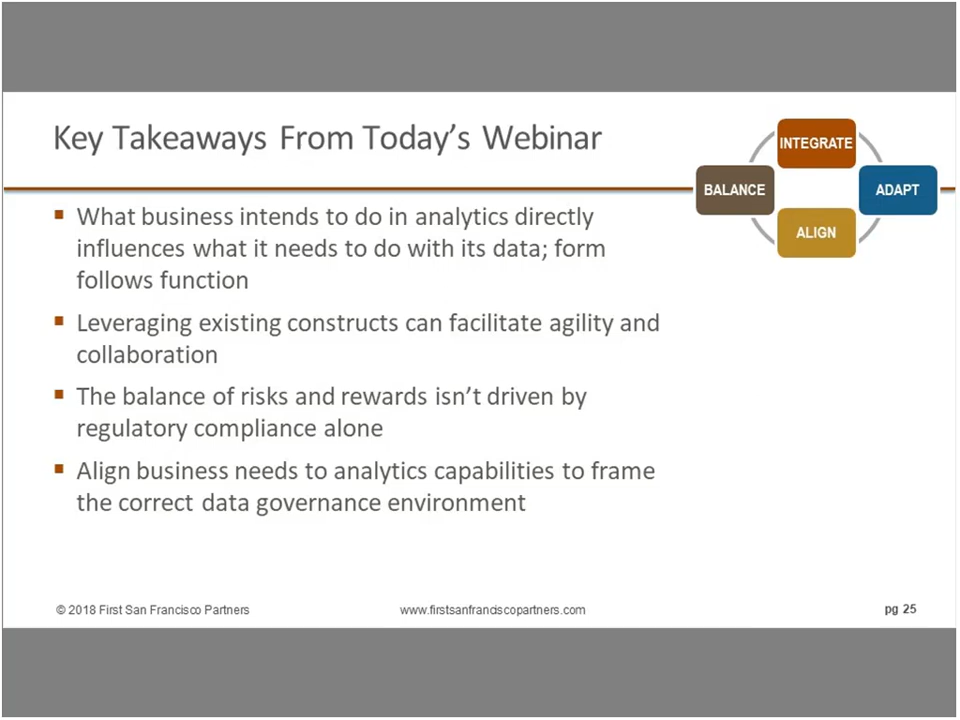 Key Takeaways From Today's Webinar
INTEGRATE
BALANCE
ADAPT
ALIGN
▪ What business intends to do in analytics directly
influences what it needs to do with its data; form
follows function
▪ Leveraging existing constructs can facilitate agility and
collaboration
▪ The balance of risks and rewards isn't driven by
regulatory compliance alone
▪ Align business needs to analytics capabilities to frame
the correct data governance environment
© 2018 First San Francisco Partners
www.firstsanfranciscopartners.com
pg 25